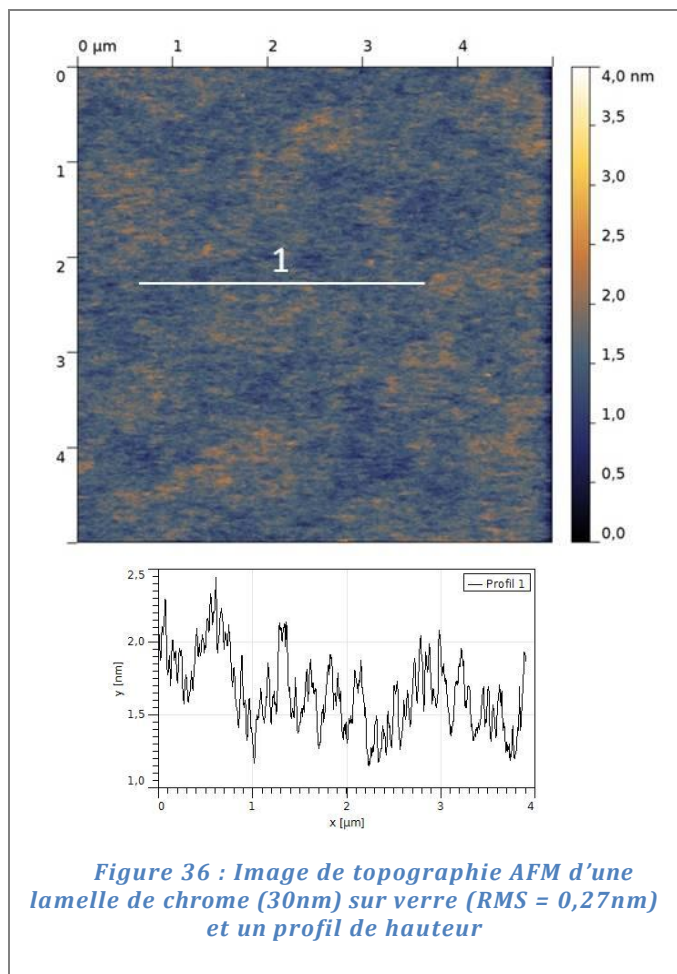 0 µm 1 2 3 4
0
1
2
3
4
4,0 nm
3,5
3,0
2,5
2,0
1,5
1,0
0,5
0,0
1
2,5
2,0
1,5
1,0
y [nm]
Profil 1
0 1 2 3 4
x [µm]
Figure 36 : Image de topographie AFM d'une
lamelle de chrome (30nm) sur verre (RMS = 0,27nm)
et un profil de hauteur